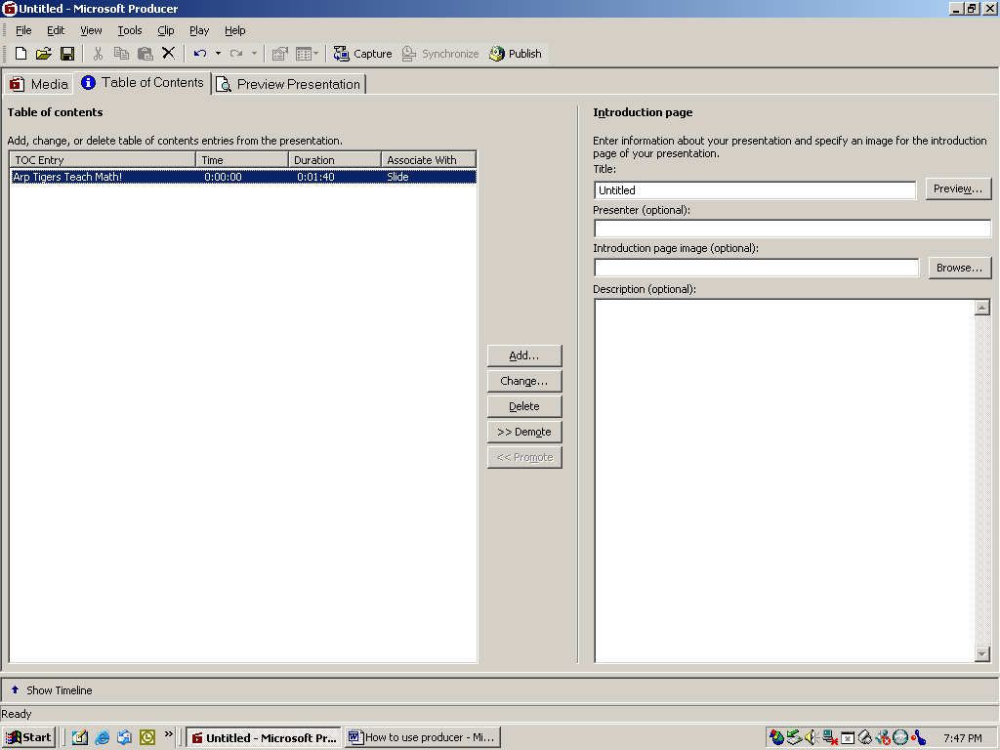 Untitled - Microsoft Producer
File Edit View Tools Clip Play Help
Capture Synchronize Publish
Media Table of Contents Preview Presentation
Table of contents
Add, change, or delete table of contents entries from the presentation.
TOC Entry Time Duration Associate With
Arp Tigers Teach Math! 0:00:00 0:01:40 Slide
Add...
Change...
Delete
>> Demote
<< Promote
Introduction page
Enter information about your presentation and specify an image for the introduction
page of your presentation.
Title:
Untitled Preview...
Presenter (optional):
Introduction page image (optional):
Browse...
Description (optional):
Show Timeline
Ready
Start » Untitled - Microsoft Pr... How to use producer - Mi... 7:47 PM